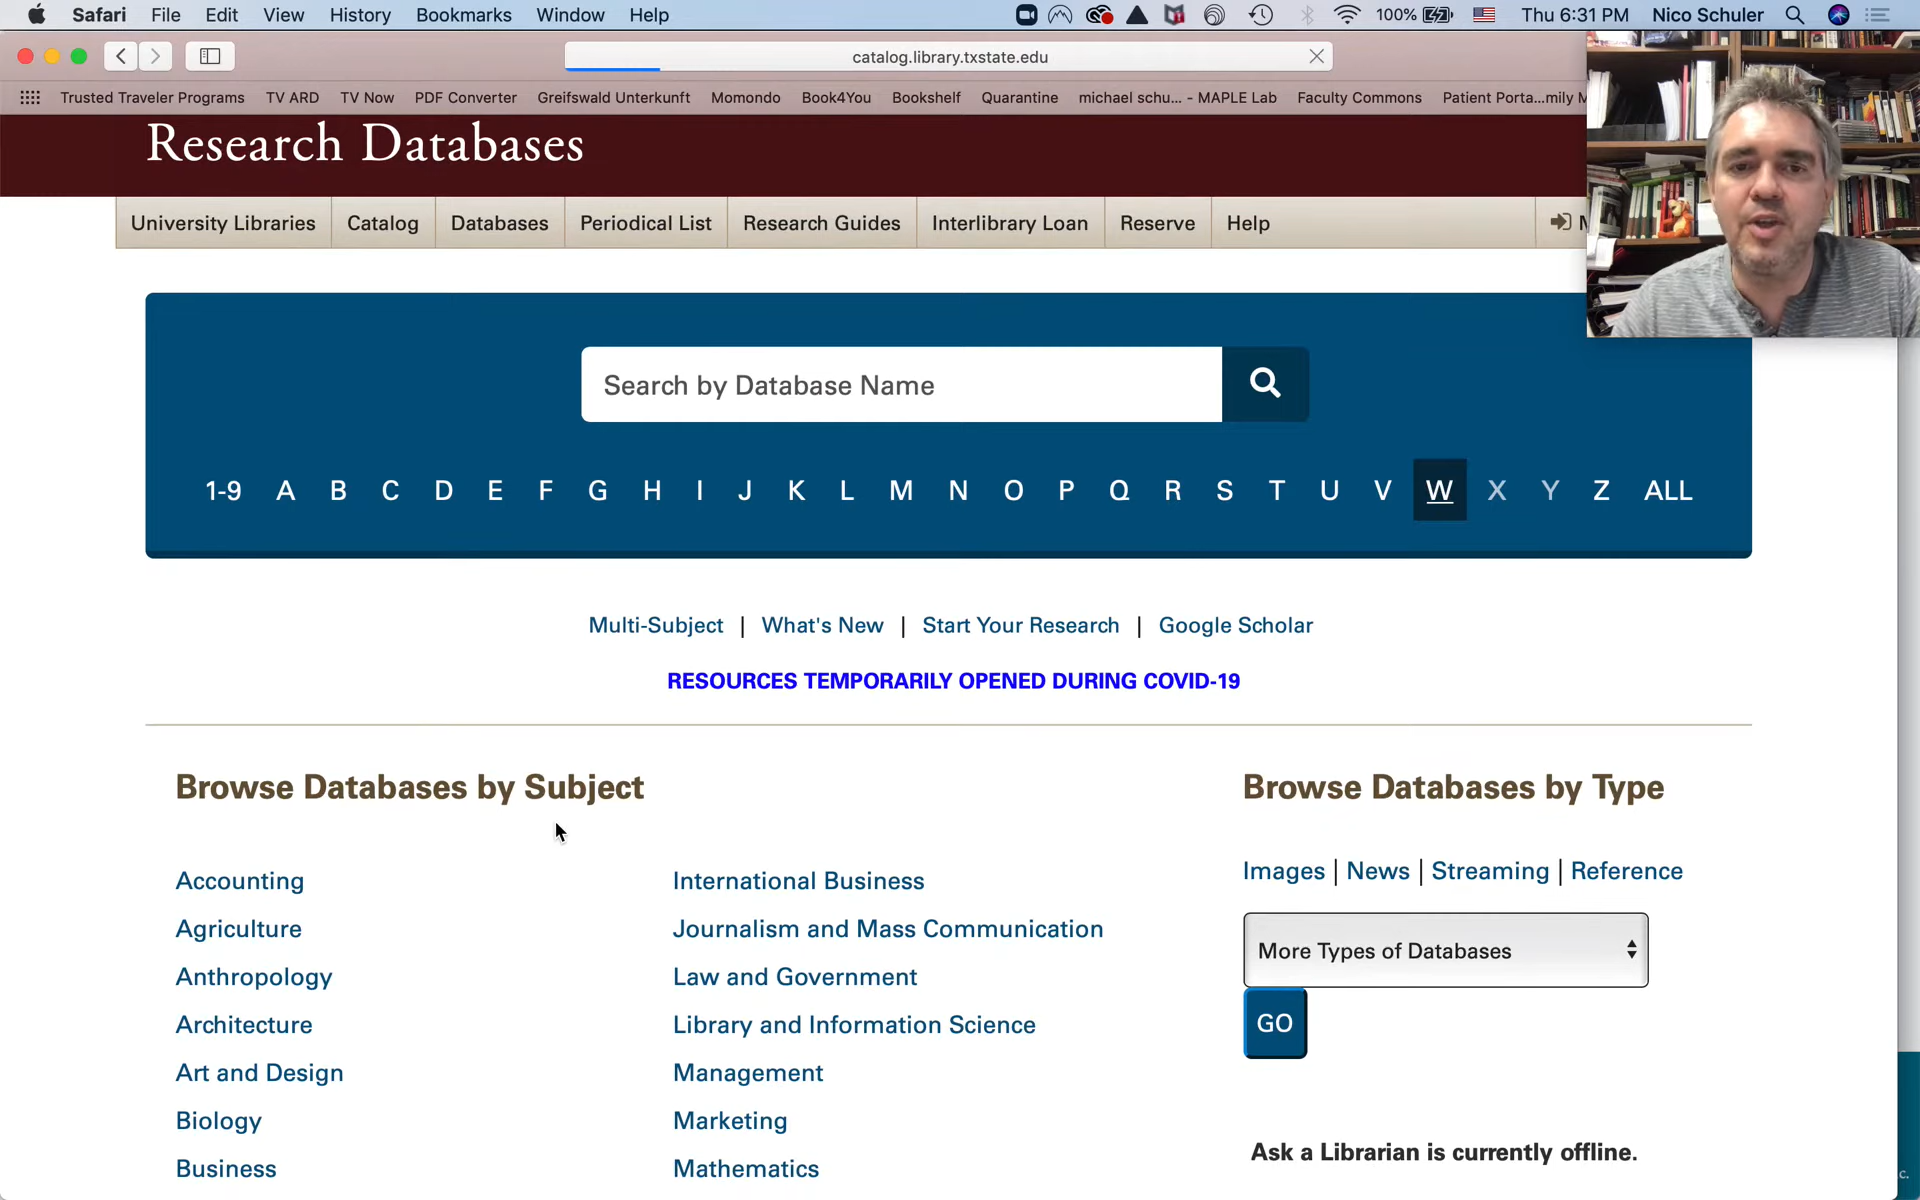 Safari File Edit View History Bookmarks Window Help 100% Thu 6:31 PM Nico Schuler
catalog.library.txstate.edu
Trusted Traveler Programs TV ARD TV Now PDF Converter Greifswald Unterkunft Momondo Book4You Bookshelf Quarantine michael schu... - MAPLE Lab Faculty Commons Patient Porta...mily M
Research Databases
University Libraries Catalog Databases Periodical List Research Guides Interlibrary Loan Reserve Help
Search by Database Name
1-9 A B C D E F G H I J K L M N O P Q R S T U V W X Y Z ALL
Multi-Subject | What's New | Start Your Research | Google Scholar
RESOURCES TEMPORARILY OPENED DURING COVID-19
Browse Databases by Subject
Accounting
Agriculture
Anthropology
Architecture
Art and Design
Biology
Business
International Business
Journalism and Mass Communication
Law and Government
Library and Information Science
Management
Marketing
Mathematics
Browse Databases by Type
Images | News | Streaming | Reference
More Types of Databases
GO
Ask a Librarian is currently offline.